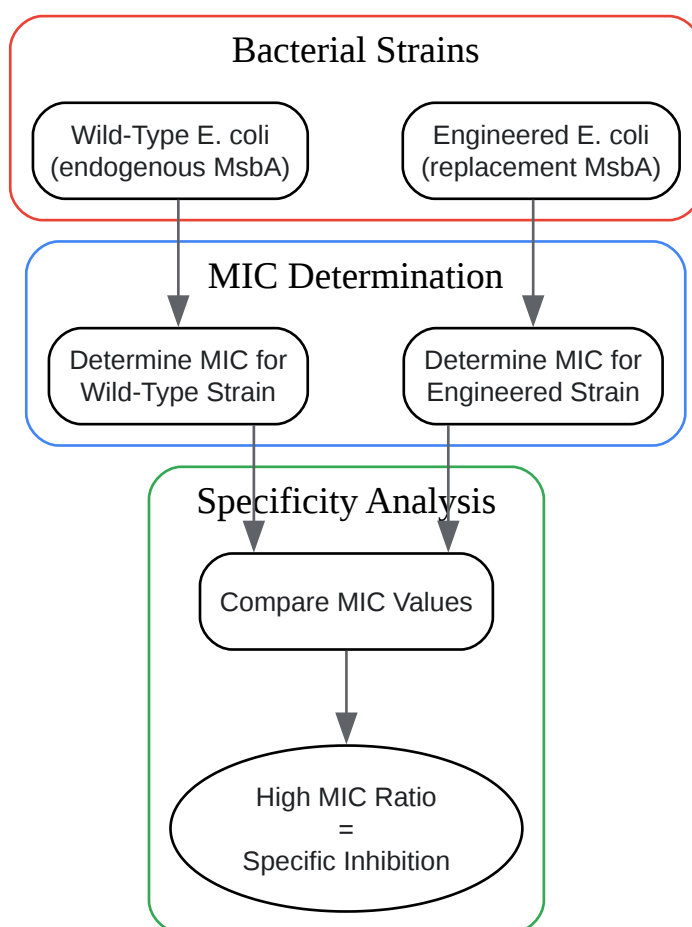 Bacterial Strains
Wild-Type E. coli
(endogenous MsbA)
Engineered E. coli
(replacement MsbA)
MIC Determination
Determine MIC for
Wild-Type Strain
Determine MIC for
Engineered Strain
Specificity Analysis
Compare MIC Values
High MIC Ratio
=
Specific Inhibition